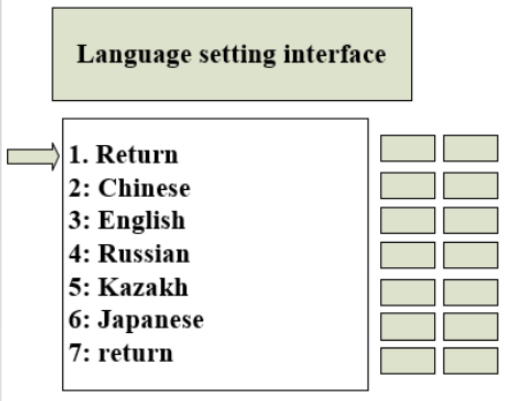 Language setting interface
1. Return
2: Chinese
3: English
4: Russian
5: Kazakh
6: Japanese
7: return